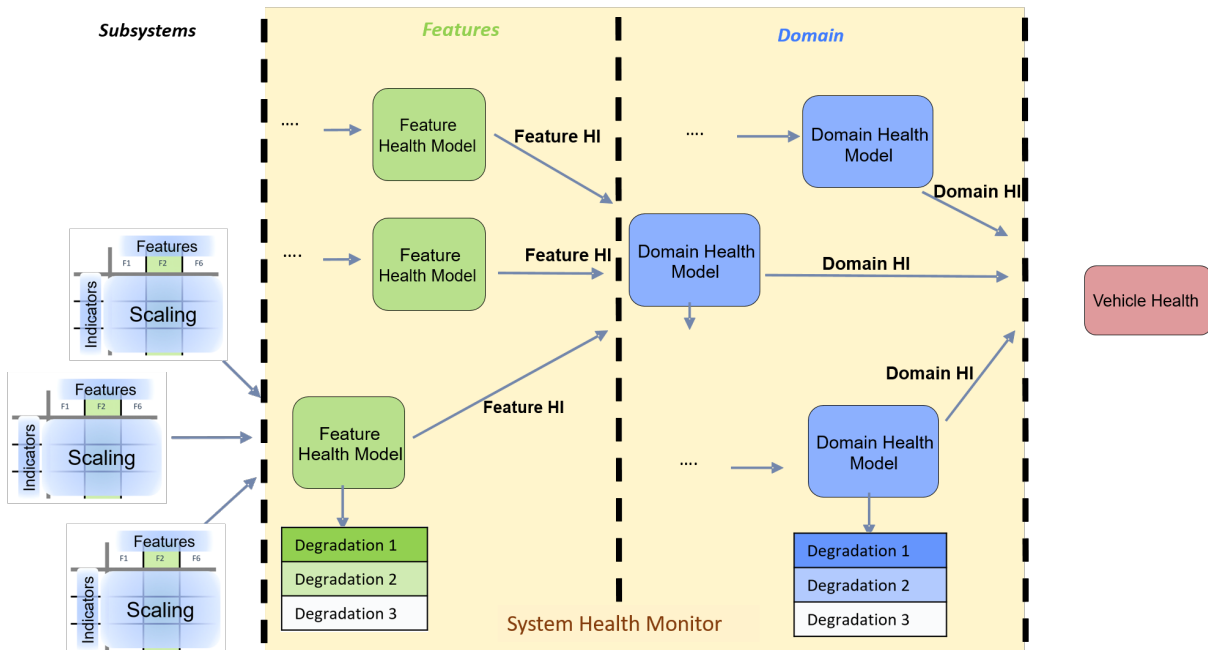 Subsystems
Features
Domain
....
Feature
Health Model
Feature HI
....
Domain Health
Model
Domain HI
....
Feature
Health Model
Feature HI
Domain Health
Model
Domain HI
Vehicle Health
Features
F1 F2 F6
Indicators
Scaling
Features
F1 F2 F6
Indicators
Scaling
Features
F1 F2 F6
Indicators
Scaling
Feature
Health Model
Feature HI
Degradation 1
Degradation 2
Degradation 3
....
Domain Health
Model
Domain HI
Degradation 1
Degradation 2
Degradation 3
System Health Monitor